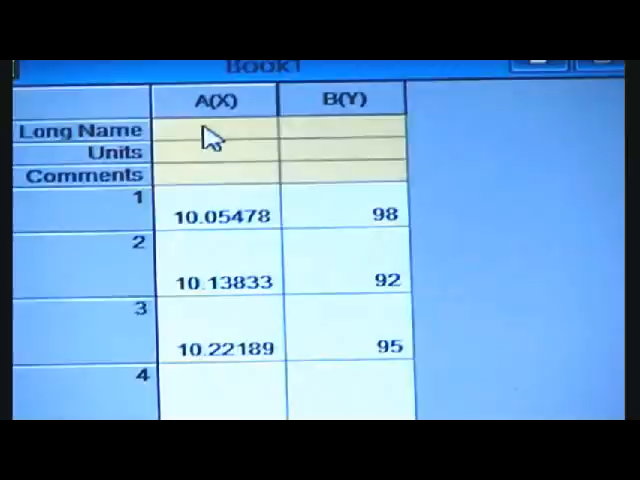 Book1
A(X) B(Y)
Long Name
Units
Comments
1 10.05478 98
2 10.13833 92
3 10.22189 95
4